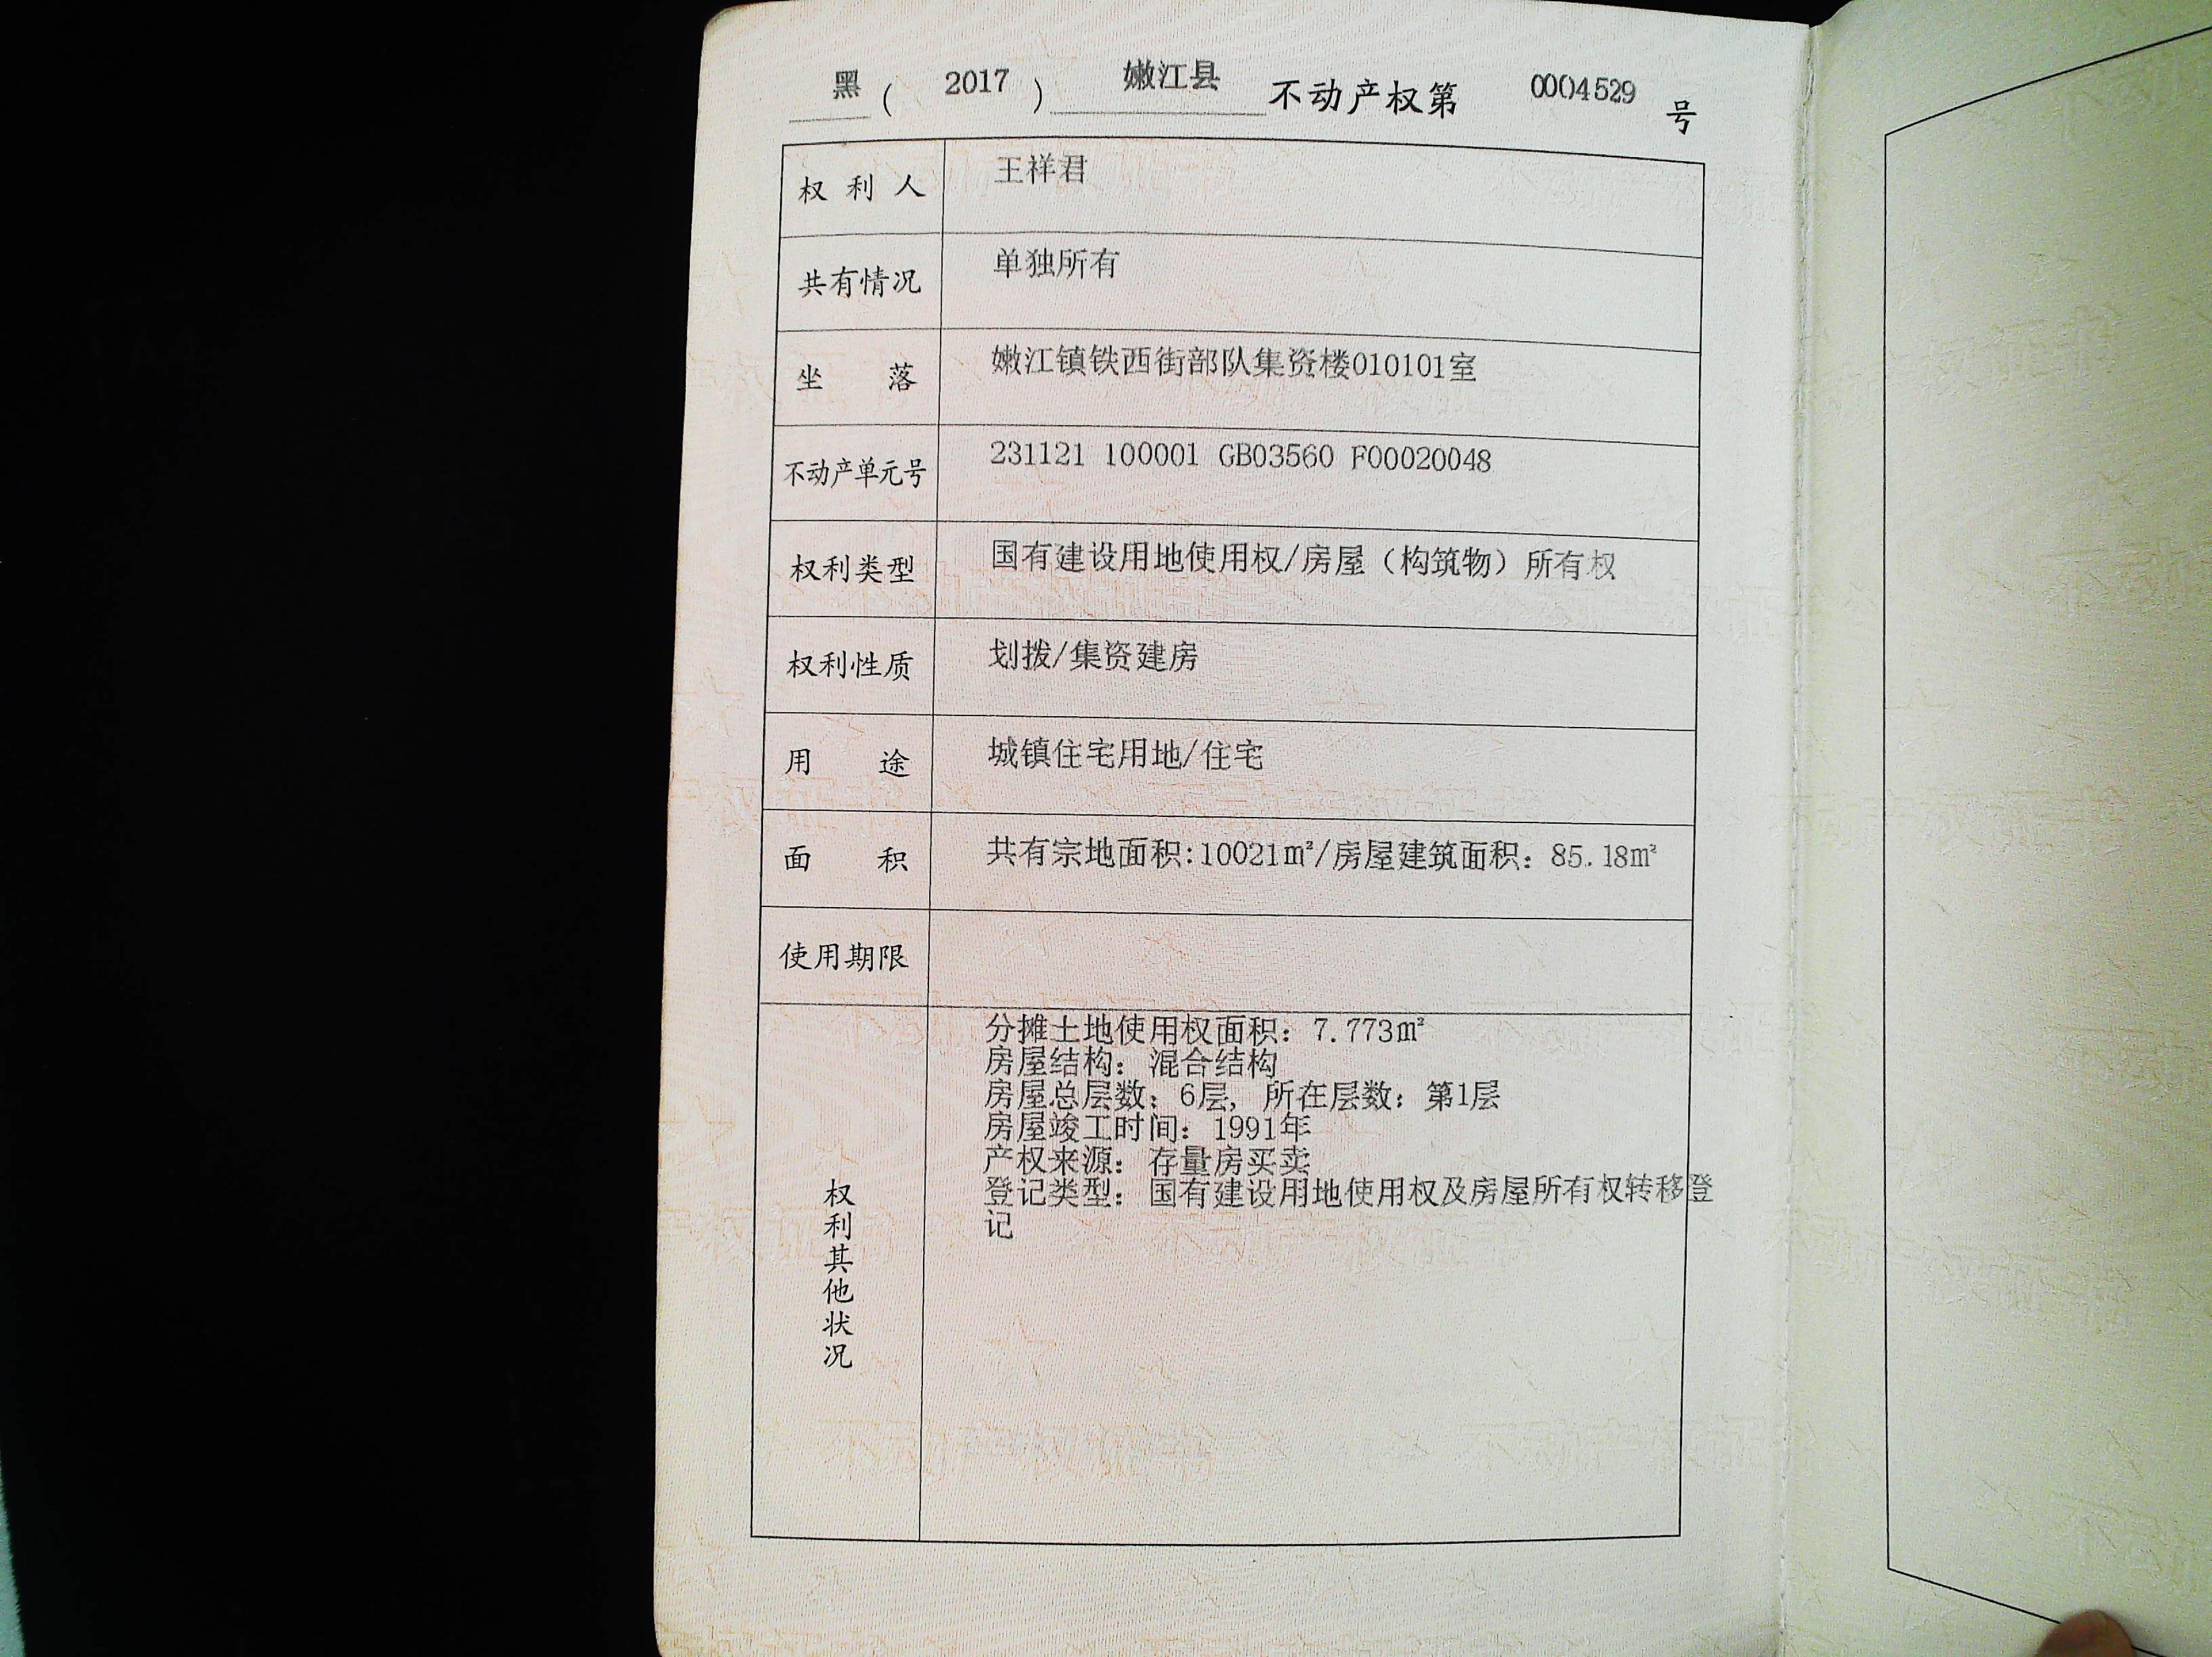 黑 ( 2017 ) 嫩江县 不动产权第 0004529 号
权利人 王祥君
共有情况 单独所有
坐落 嫩江镇铁西街部队集资楼010101室
不动产单元号 231121 100001 GB03560 F00020048
权利类型 国有建设用地使用权/房屋（构筑物）所有权
权利性质 划拨/集资建房
用途 城镇住宅用地/住宅
面积 共有宗地面积:10021㎡/房屋建筑面积：85.18㎡
使用期限
权利其他状况
分摊土地使用权面积：7.773㎡
房屋结构：混合结构
房屋总层数：6层，所在层数：第1层
房屋竣工时间：1991年
产权来源：存量房买卖
登记类型：国有建设用地使用权及房屋所有权转移登
记